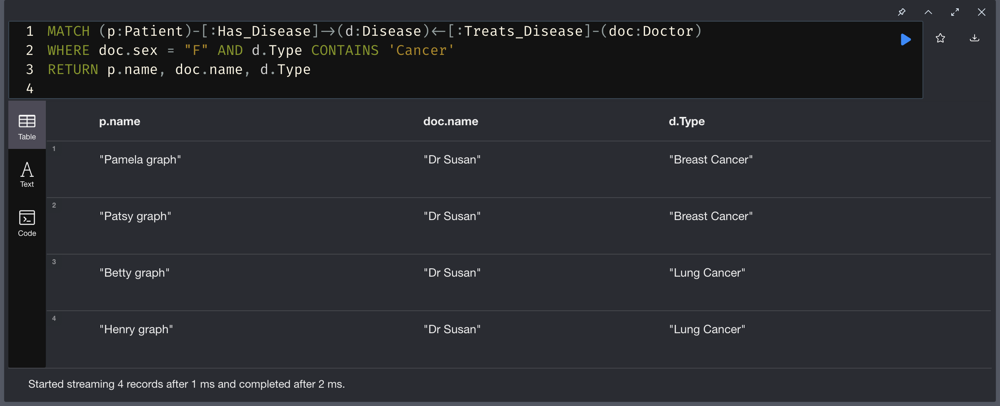 1 MATCH (p:Patient)-[:Has_Disease]->(d:Disease)<-[:Treats_Disease]-(doc:Doctor)
2 WHERE doc.sex = "F" AND d.Type CONTAINS 'Cancer'
3 RETURN p.name, doc.name, d.Type
4
Table
Text
Code
p.name doc.name d.Type
1 "Pamela graph" "Dr Susan" "Breast Cancer"
2 "Patsy graph" "Dr Susan" "Breast Cancer"
3 "Betty graph" "Dr Susan" "Lung Cancer"
4 "Henry graph" "Dr Susan" "Lung Cancer"
Started streaming 4 records after 1 ms and completed after 2 ms.